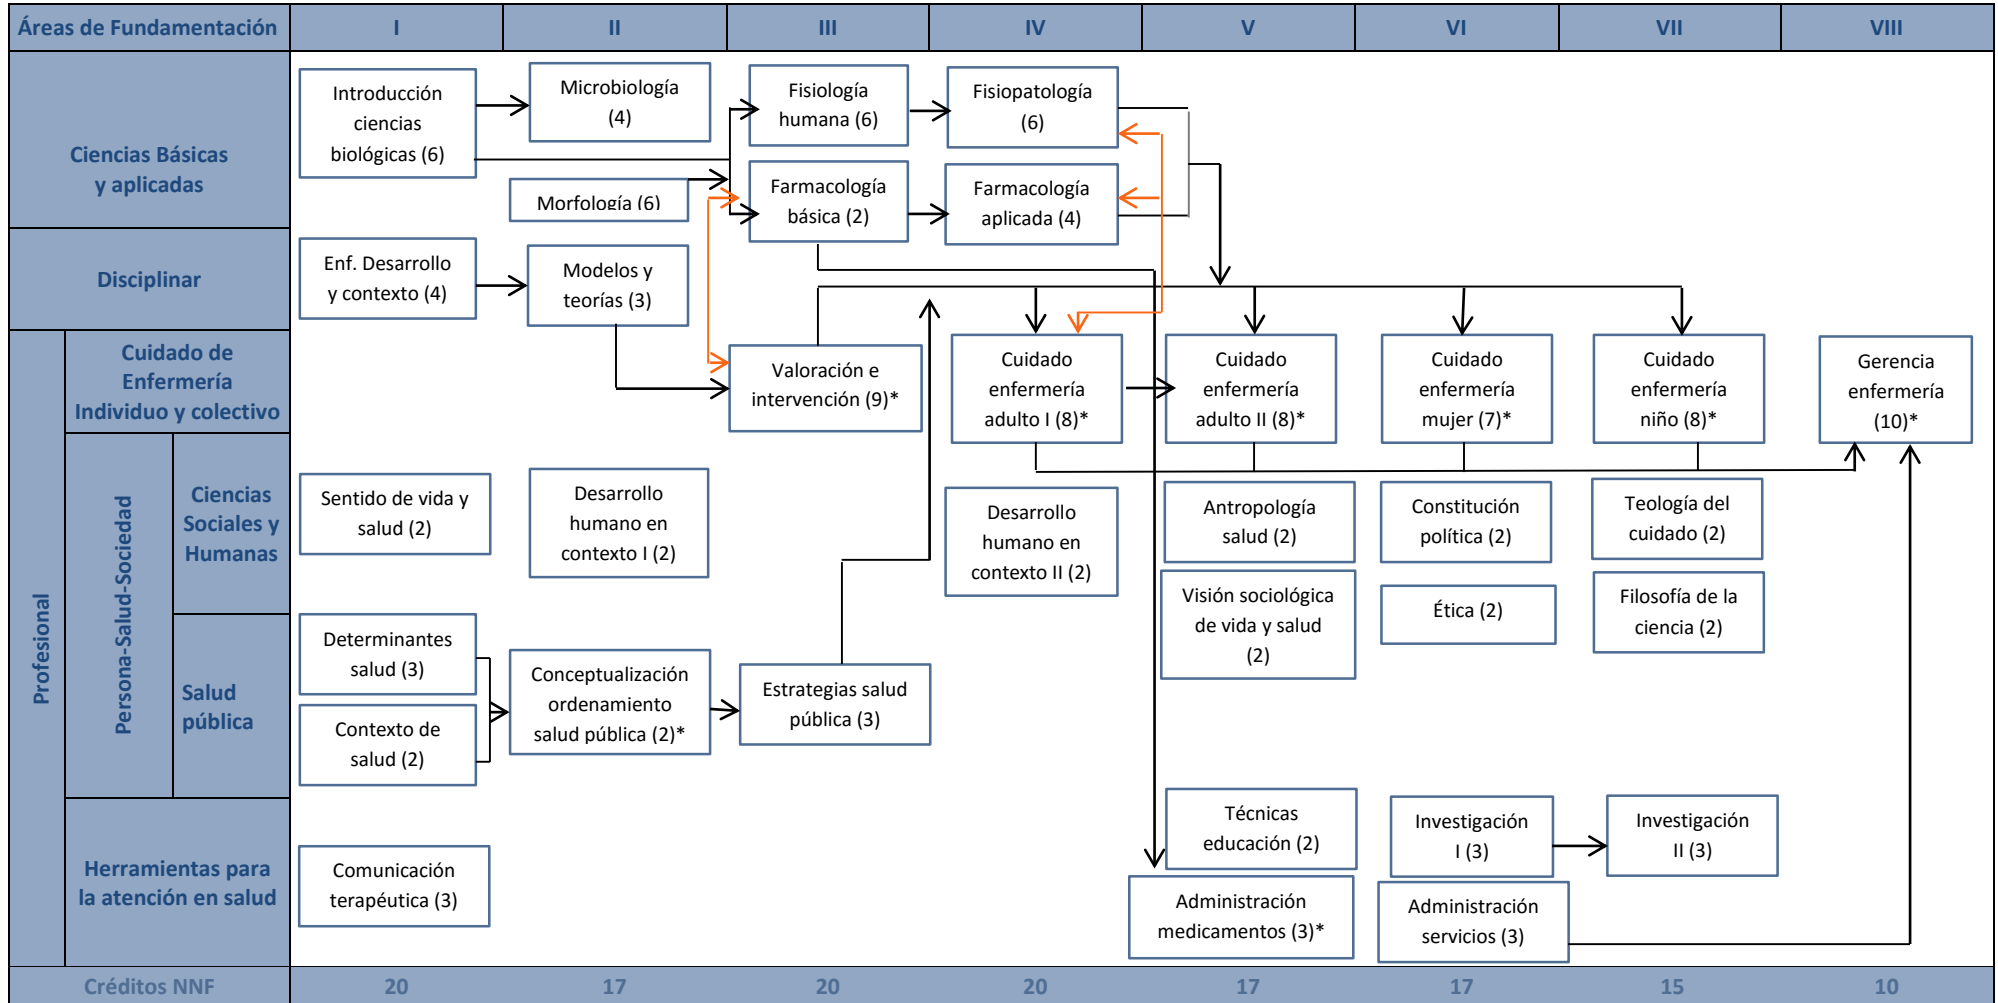 Áreas de Fundamentación
I
II
III
IV
V
VI
VII
VIII
Ciencias Básicas
y aplicadas
Introducción
ciencias
biológicas (6)
Microbiología
(4)
Morfología (6)
Fisiología
humana (6)
Farmacología
básica (2)
Fisiopatología
(6)
Farmacología
aplicada (4)
Disciplinar
Enf. Desarrollo
y contexto (4)
Modelos y
teorías (3)
Profesional
Cuidado de
Enfermería
Individuo y colectivo
Valoración e
intervención (9)*
Cuidado
enfermería
adulto I (8)*
Cuidado
enfermería
adulto II (8)*
Cuidado
enfermería
mujer (7)*
Cuidado
enfermería
niño (8)*
Gerencia
enfermería
(10)*
Persona-Salud-Sociedad
Ciencias
Sociales y
Humanas
Sentido de vida y
salud (2)
Desarrollo
humano en
contexto I (2)
Desarrollo
humano en
contexto II (2)
Antropología
salud (2)
Visión sociológica
de vida y salud
(2)
Constitución
política (2)
Ética (2)
Teología del
cuidado (2)
Filosofía de la
ciencia (2)
Salud
pública
Determinantes
salud (3)
Contexto de
salud (2)
Conceptualización
ordenamiento
salud pública (2)*
Estrategias salud
pública (3)
Herramientas para
la atención en salud
Comunicación
terapéutica (3)
Técnicas
educación (2)
Administración
medicamentos (3)*
Investigación
I (3)
Administración
servicios (3)
Investigación
II (3)
Créditos NNF
20
17
20
20
17
17
15
10